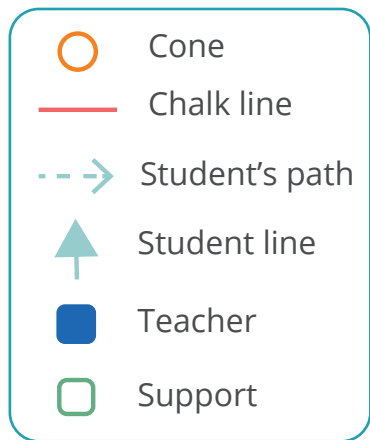 Cone
Chalk line
Student’s path
Student line
Teacher
Support